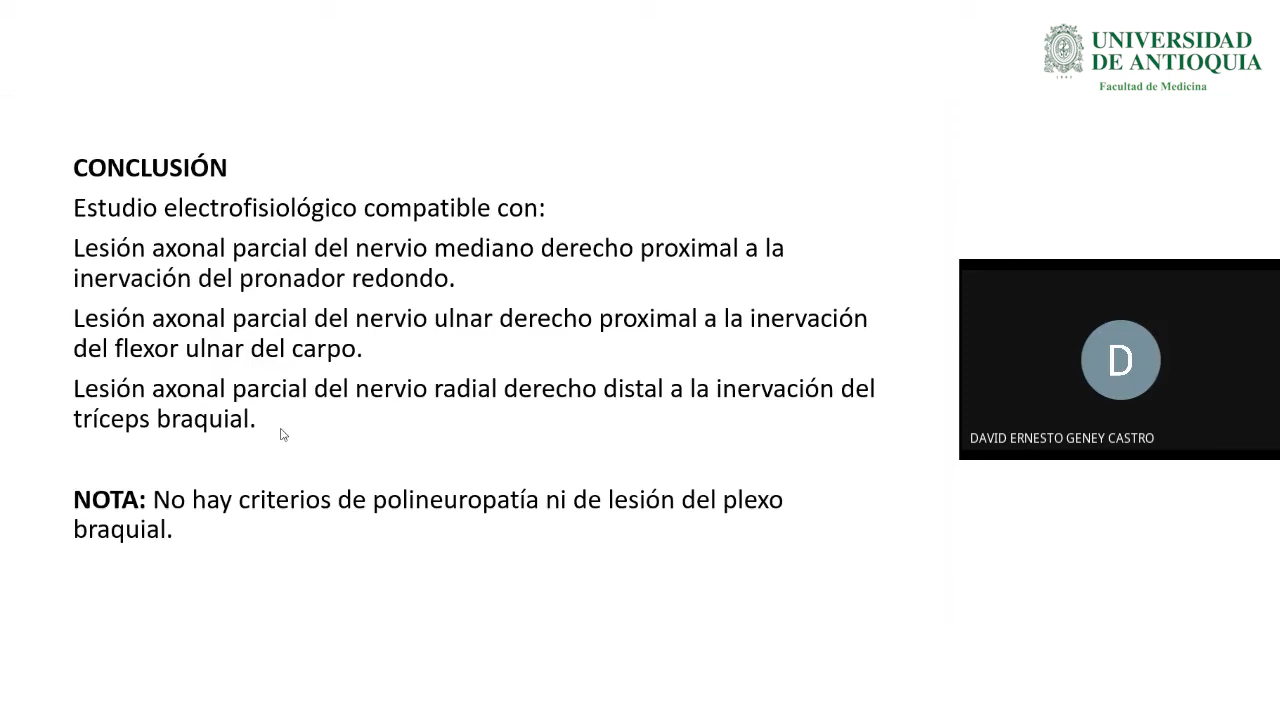 UNIVERSIDAD
DE ANTIOQUIA
Facultad de Medicina
CONCLUSIÓN
Estudio electrofisiológico compatible con:
Lesión axonal parcial del nervio mediano derecho proximal a la
inervación del pronador redondo.
Lesión axonal parcial del nervio ulnar derecho proximal a la inervación
del flexor ulnar del carpo.
Lesión axonal parcial del nervio radial derecho distal a la inervación del
tríceps braquial.
NOTA: No hay criterios de polineuropatía ni de lesión del plexo
braquial.
D
DAVID ERNESTO GENEY CASTRO